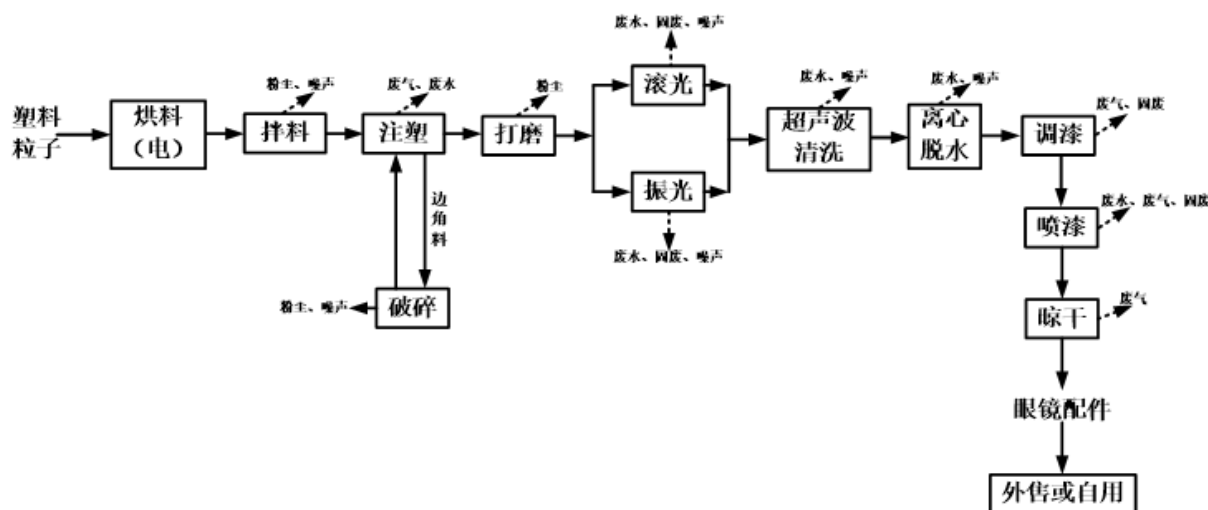 废水、固废、噪声
粉尘、噪声
废气、废水
粉尘
滚光
废水、噪声
废水、噪声
废气、固废
塑料
粒子
烘料
（电）
拌料
注塑
打磨
超声波
清洗
离心
脱水
调漆
振光
边
角
料
废水、废气、固废
喷漆
废水、固废、噪声
粉尘、噪声
破碎
废气
晾干
眼镜配件
外售或自用